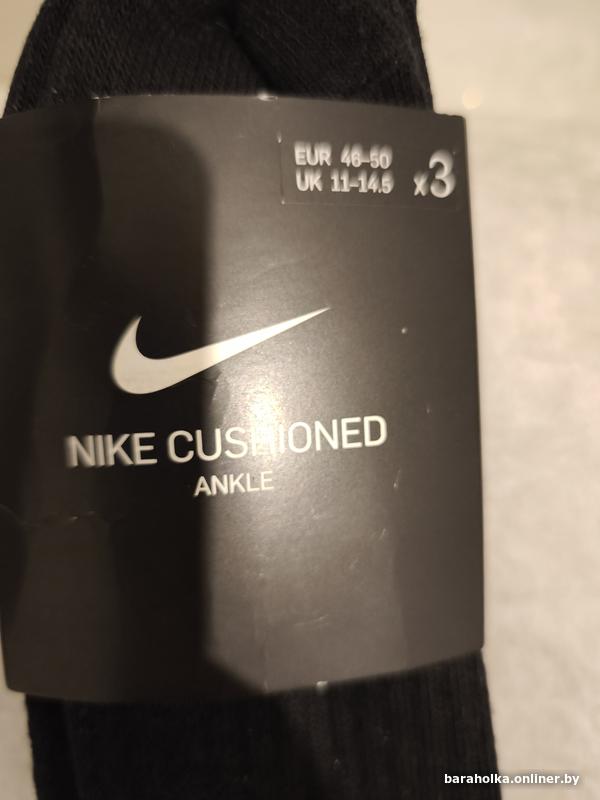 EUR 46-50
UK 11-14.5
x3
NIKE CUSHIONED
ANKLE
baraholka.onliner.by